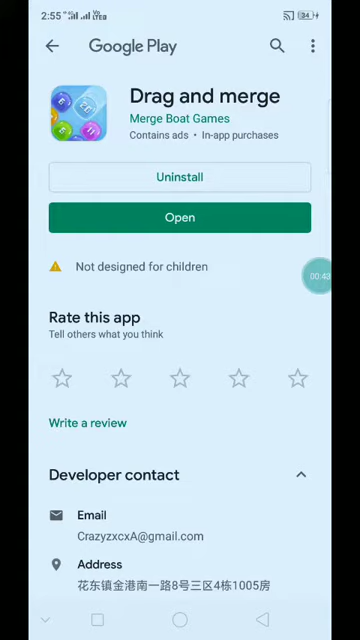 2:55
34
Google Play
Drag and merge
Merge Boat Games
Contains ads • In-app purchases
Uninstall
Open
Not designed for children
00:43
Rate this app
Tell others what you think
Write a review
Developer contact
Email
CrazyzxcxA@gmail.com
Address
花东镇金港南一路8号三区4栋1005房